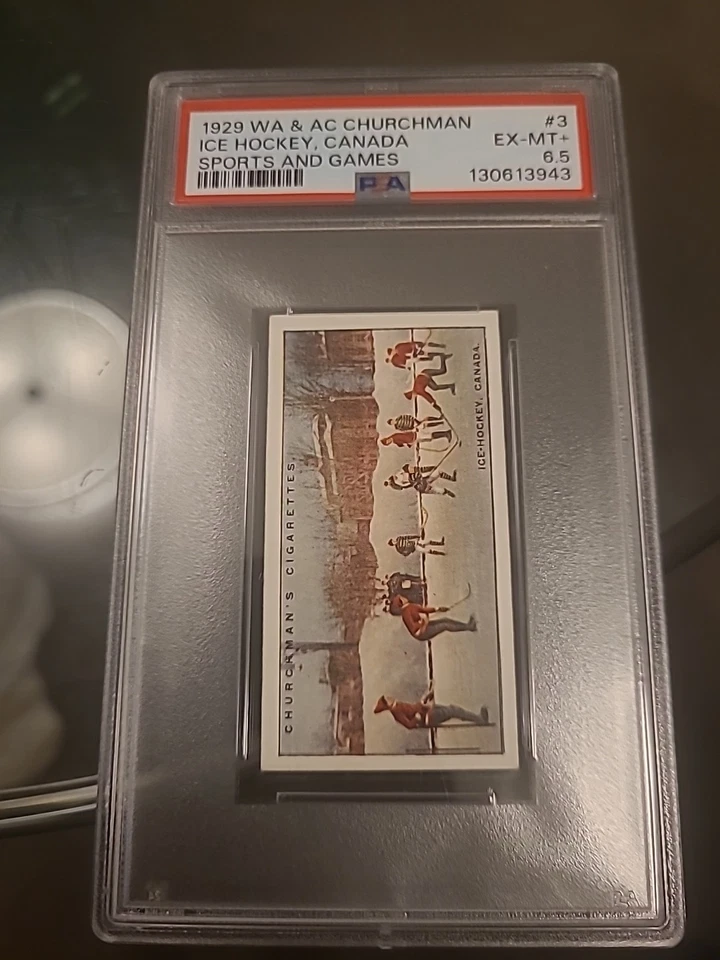 1929 WA & AC CHURCHMAN #3
ICE HOCKEY, CANADA EX-MT+
SPORTS AND GAMES 6.5
PSA 130613943
CHURCHMAN'S CIGARETTES.
ICE-HOCKEY, CANADA.